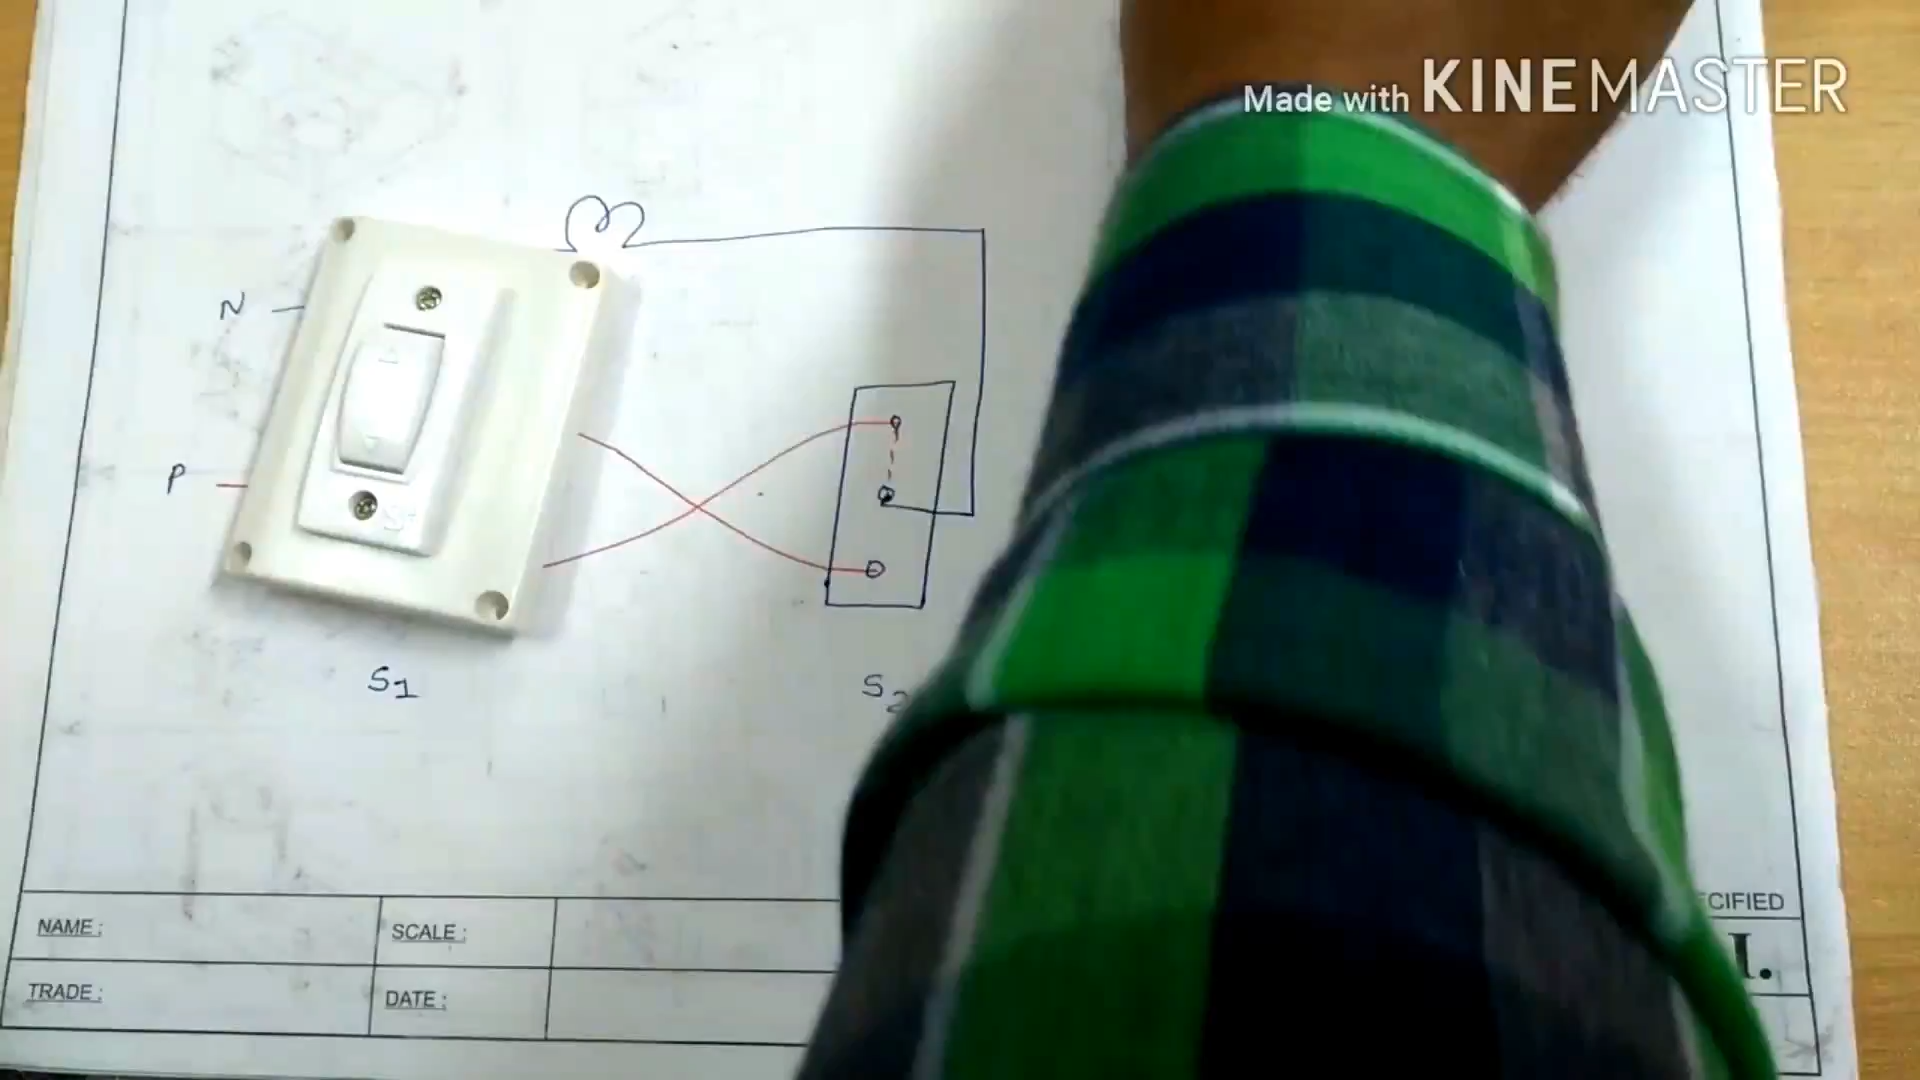 Made with KINEMASTER
N
P
S1
S2
NAME :
SCALE :
CIFIED
TRADE :
DATE :
I.